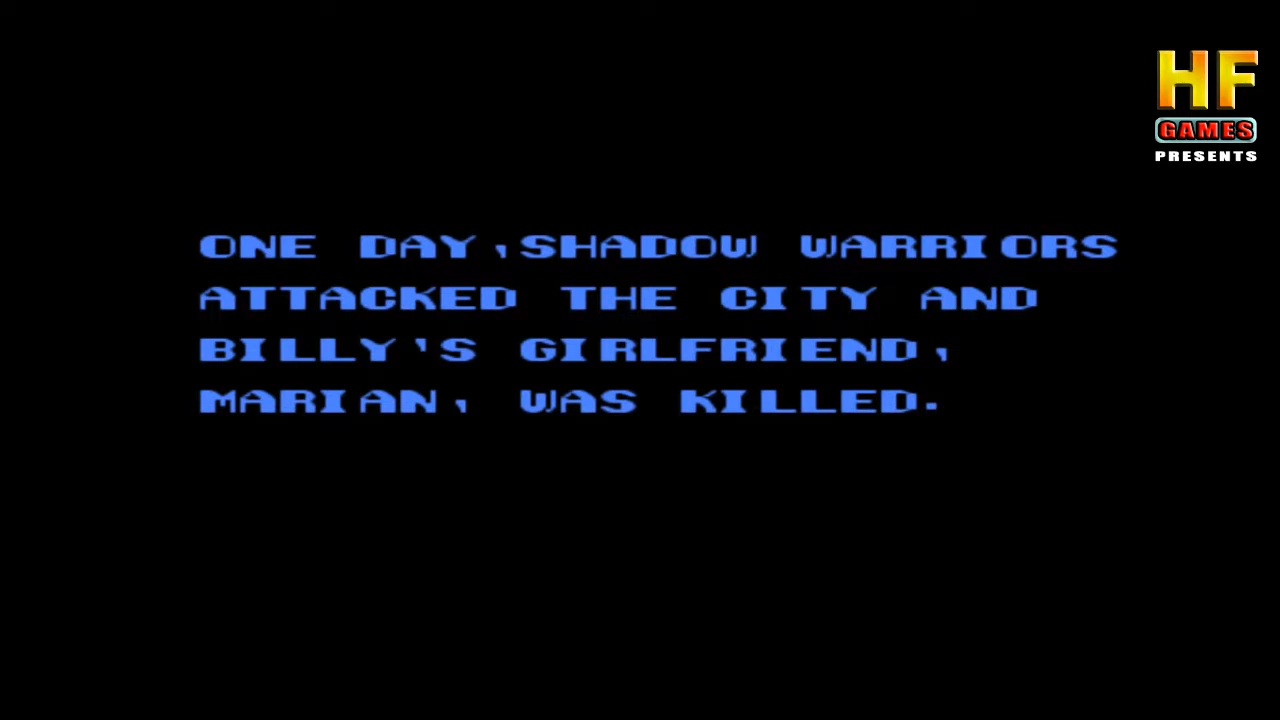 HF
GAMES
PRESENTS
ONE DAY,SHADOW WARRIORS
ATTACKED THE CITY AND
BILLY'S GIRLFRIEND,
MARIAN, WAS KILLED.